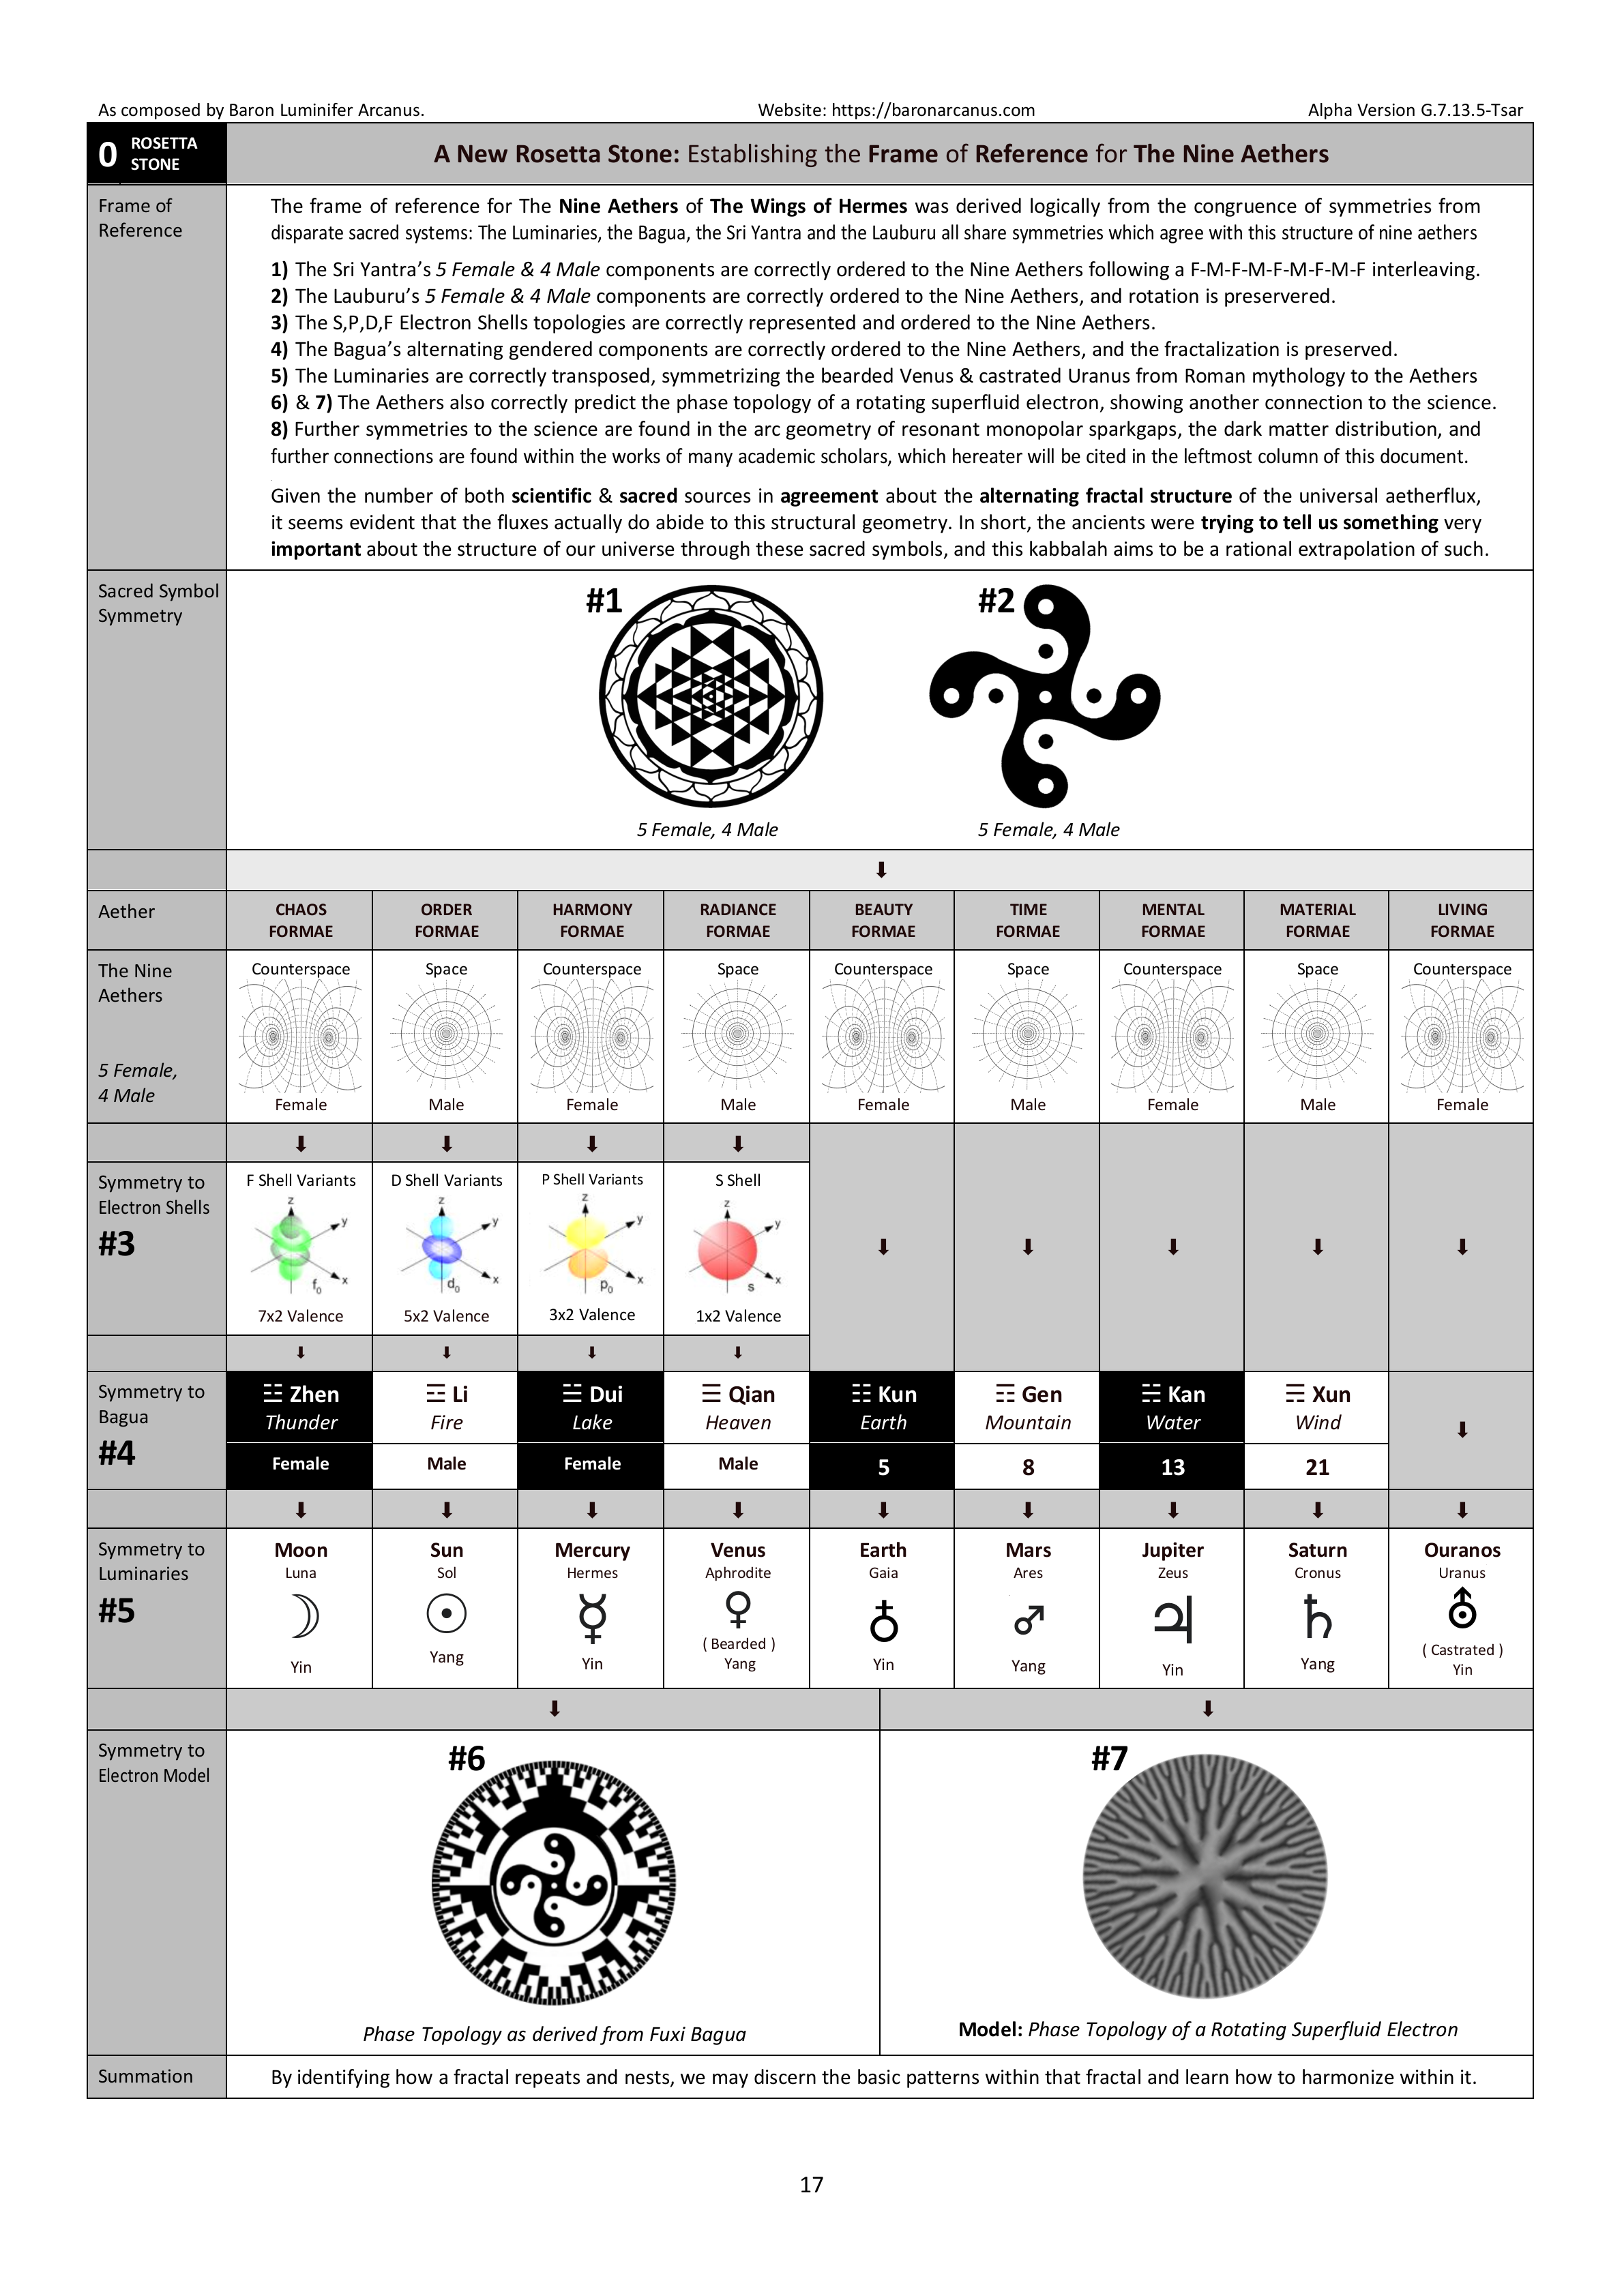 As composed by Baron Luminifer Arcanus. Website: https://baronarcanus.com Alpha Version G.7.13.5-Tsar
0 ROSETTA STONE
A New Rosetta Stone: Establishing the Frame of Reference for The Nine Aethers
Frame of
Reference
The frame of reference for The Nine Aethers of The Wings of Hermes was derived logically from the congruence of symmetries from
disparate sacred systems: The Luminaries, the Bagua, the Sri Yantra and the Lauburu all share symmetries which agree with this structure of nine aethers
1) The Sri Yantra’s 5 Female & 4 Male components are correctly ordered to the Nine Aethers following a F-M-F-M-F-M-F-M-F interleaving.
2) The Lauburu’s 5 Female & 4 Male components are correctly ordered to the Nine Aethers, and rotation is preservered.
3) The S,P,D,F Electron Shells topologies are correctly represented and ordered to the Nine Aethers.
4) The Bagua’s alternating gendered components are correctly ordered to the Nine Aethers, and the fractalization is preserved.
5) The Luminaries are correctly transposed, symmetrizing the bearded Venus & castrated Uranus from Roman mythology to the Aethers
6) & 7) The Aethers also correctly predict the phase topology of a rotating superfluid electron, showing another connection to the science.
8) Further symmetries to the science are found in the arc geometry of resonant monopolar sparkgaps, the dark matter distribution, and
further connections are found within the works of many academic scholars, which hereater will be cited in the leftmost column of this document.
Given the number of both scientific & sacred sources in agreement about the alternating fractal structure of the universal aetherflux,
it seems evident that the fluxes actually do abide to this structural geometry. In short, the ancients were trying to tell us something very
important about the structure of our universe through these sacred symbols, and this kabbalah aims to be a rational extrapolation of such.
Sacred Symbol
Symmetry
#1 #2
5 Female, 4 Male 5 Female, 4 Male
⬇
Aether
CHAOS ORDER HARMONY RADIANCE BEAUTY TIME MENTAL MATERIAL LIVING
FORMAE FORMAE FORMAE FORMAE FORMAE FORMAE FORMAE FORMAE FORMAE
The Nine
Aethers
5 Female,
4 Male
Counterspace Space Counterspace Space Counterspace Space Counterspace Space Counterspace
Female Male Female Male Female Male Female Male Female
⬇ ⬇ ⬇ ⬇
Symmetry to
Electron Shells
#3
F Shell Variants D Shell Variants P Shell Variants S Shell
z y x f0 z y x d0 z y x p0 z y x s
7x2 Valence 5x2 Valence 3x2 Valence 1x2 Valence
⬇ ⬇ ⬇ ⬇ ⬇
⬇ ⬇ ⬇ ⬇
Symmetry to
Bagua
#4
☳ Zhen ☲ Li ☱ Dui ☰ Qian ☷ Kun ☶ Gen ☵ Kan ☴ Xun
Thunder Fire Lake Heaven Earth Mountain Water Wind
Female Male Female Male 5 8 13 21
⬇
⬇ ⬇ ⬇ ⬇ ⬇ ⬇ ⬇ ⬇ ⬇
Symmetry to
Luminaries
#5
Moon Sun Mercury Venus Earth Mars Jupiter Saturn Ouranos
Luna Sol Hermes Aphrodite Gaia Ares Zeus Cronus Uranus
☽ ☉ ☿ ♀ ♁ ♂ ♃ ♄ ⛢
( Bearded ) ( Castrated )
Yin Yang Yin Yang Yin Yang Yin Yang Yin
⬇ ⬇
Symmetry to
Electron Model
#6 #7
Phase Topology as derived from Fuxi Bagua
Model: Phase Topology of a Rotating Superfluid Electron
Summation
By identifying how a fractal repeats and nests, we may discern the basic patterns within that fractal and learn how to harmonize within it.
17